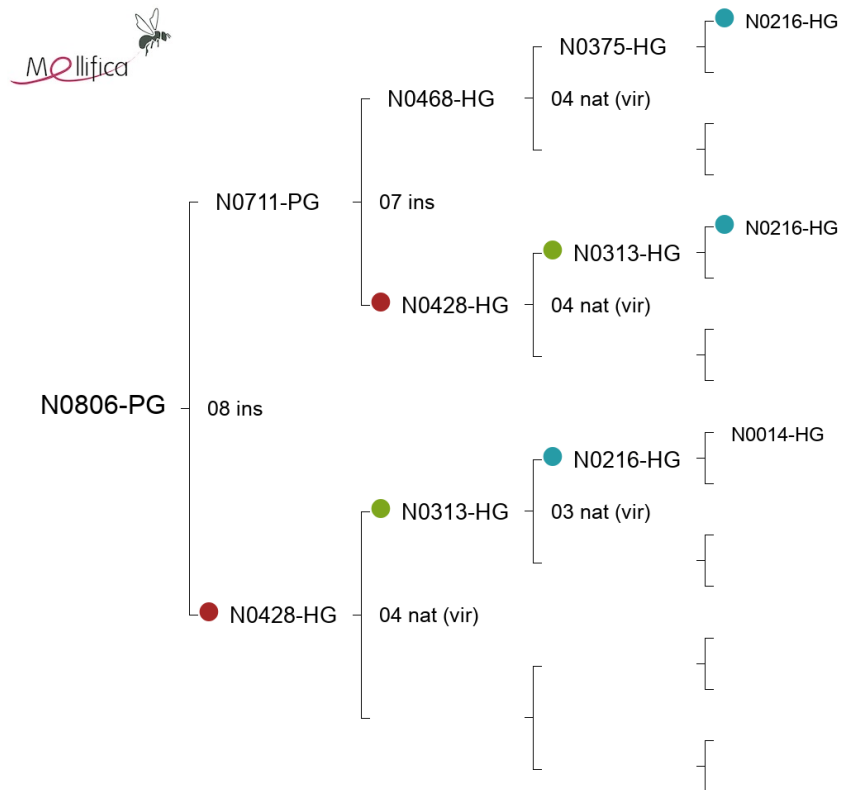 Mellifica
N0216-HG
N0375-HG
N0468-HG
04 nat (vir)
N0711-PG
07 ins
N0216-HG
N0313-HG
N0428-HG
04 nat (vir)
N0806-PG
08 ins
N0014-HG
N0216-HG
N0313-HG
03 nat (vir)
N0428-HG
04 nat (vir)